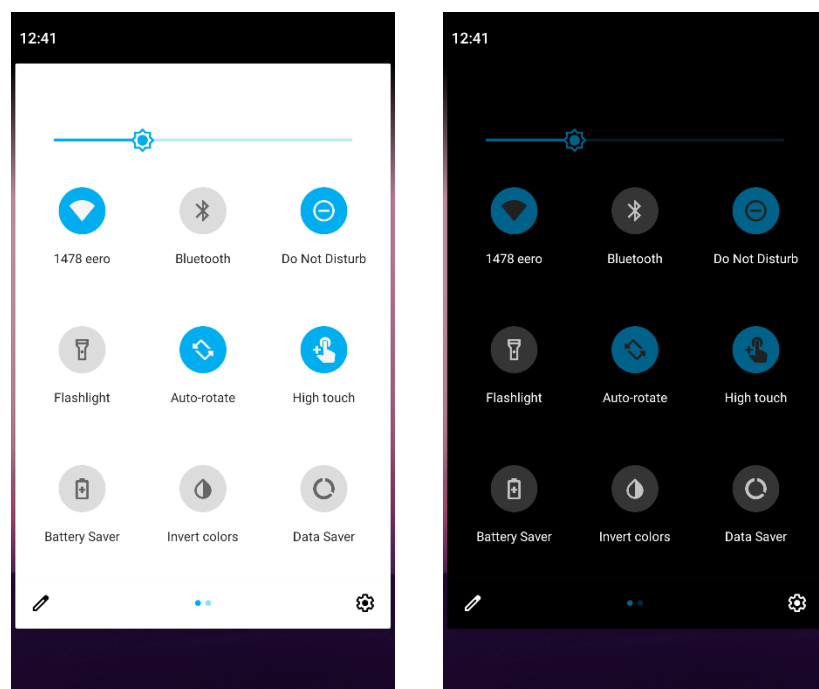 12:41
1478 eero
Bluetooth
Do Not Disturb
Flashlight
Auto-rotate
High touch
Battery Saver
Invert colors
Data Saver
12:41
1478 eero
Bluetooth
Do Not Disturb
Flashlight
Auto-rotate
High touch
Battery Saver
Invert colors
Data Saver